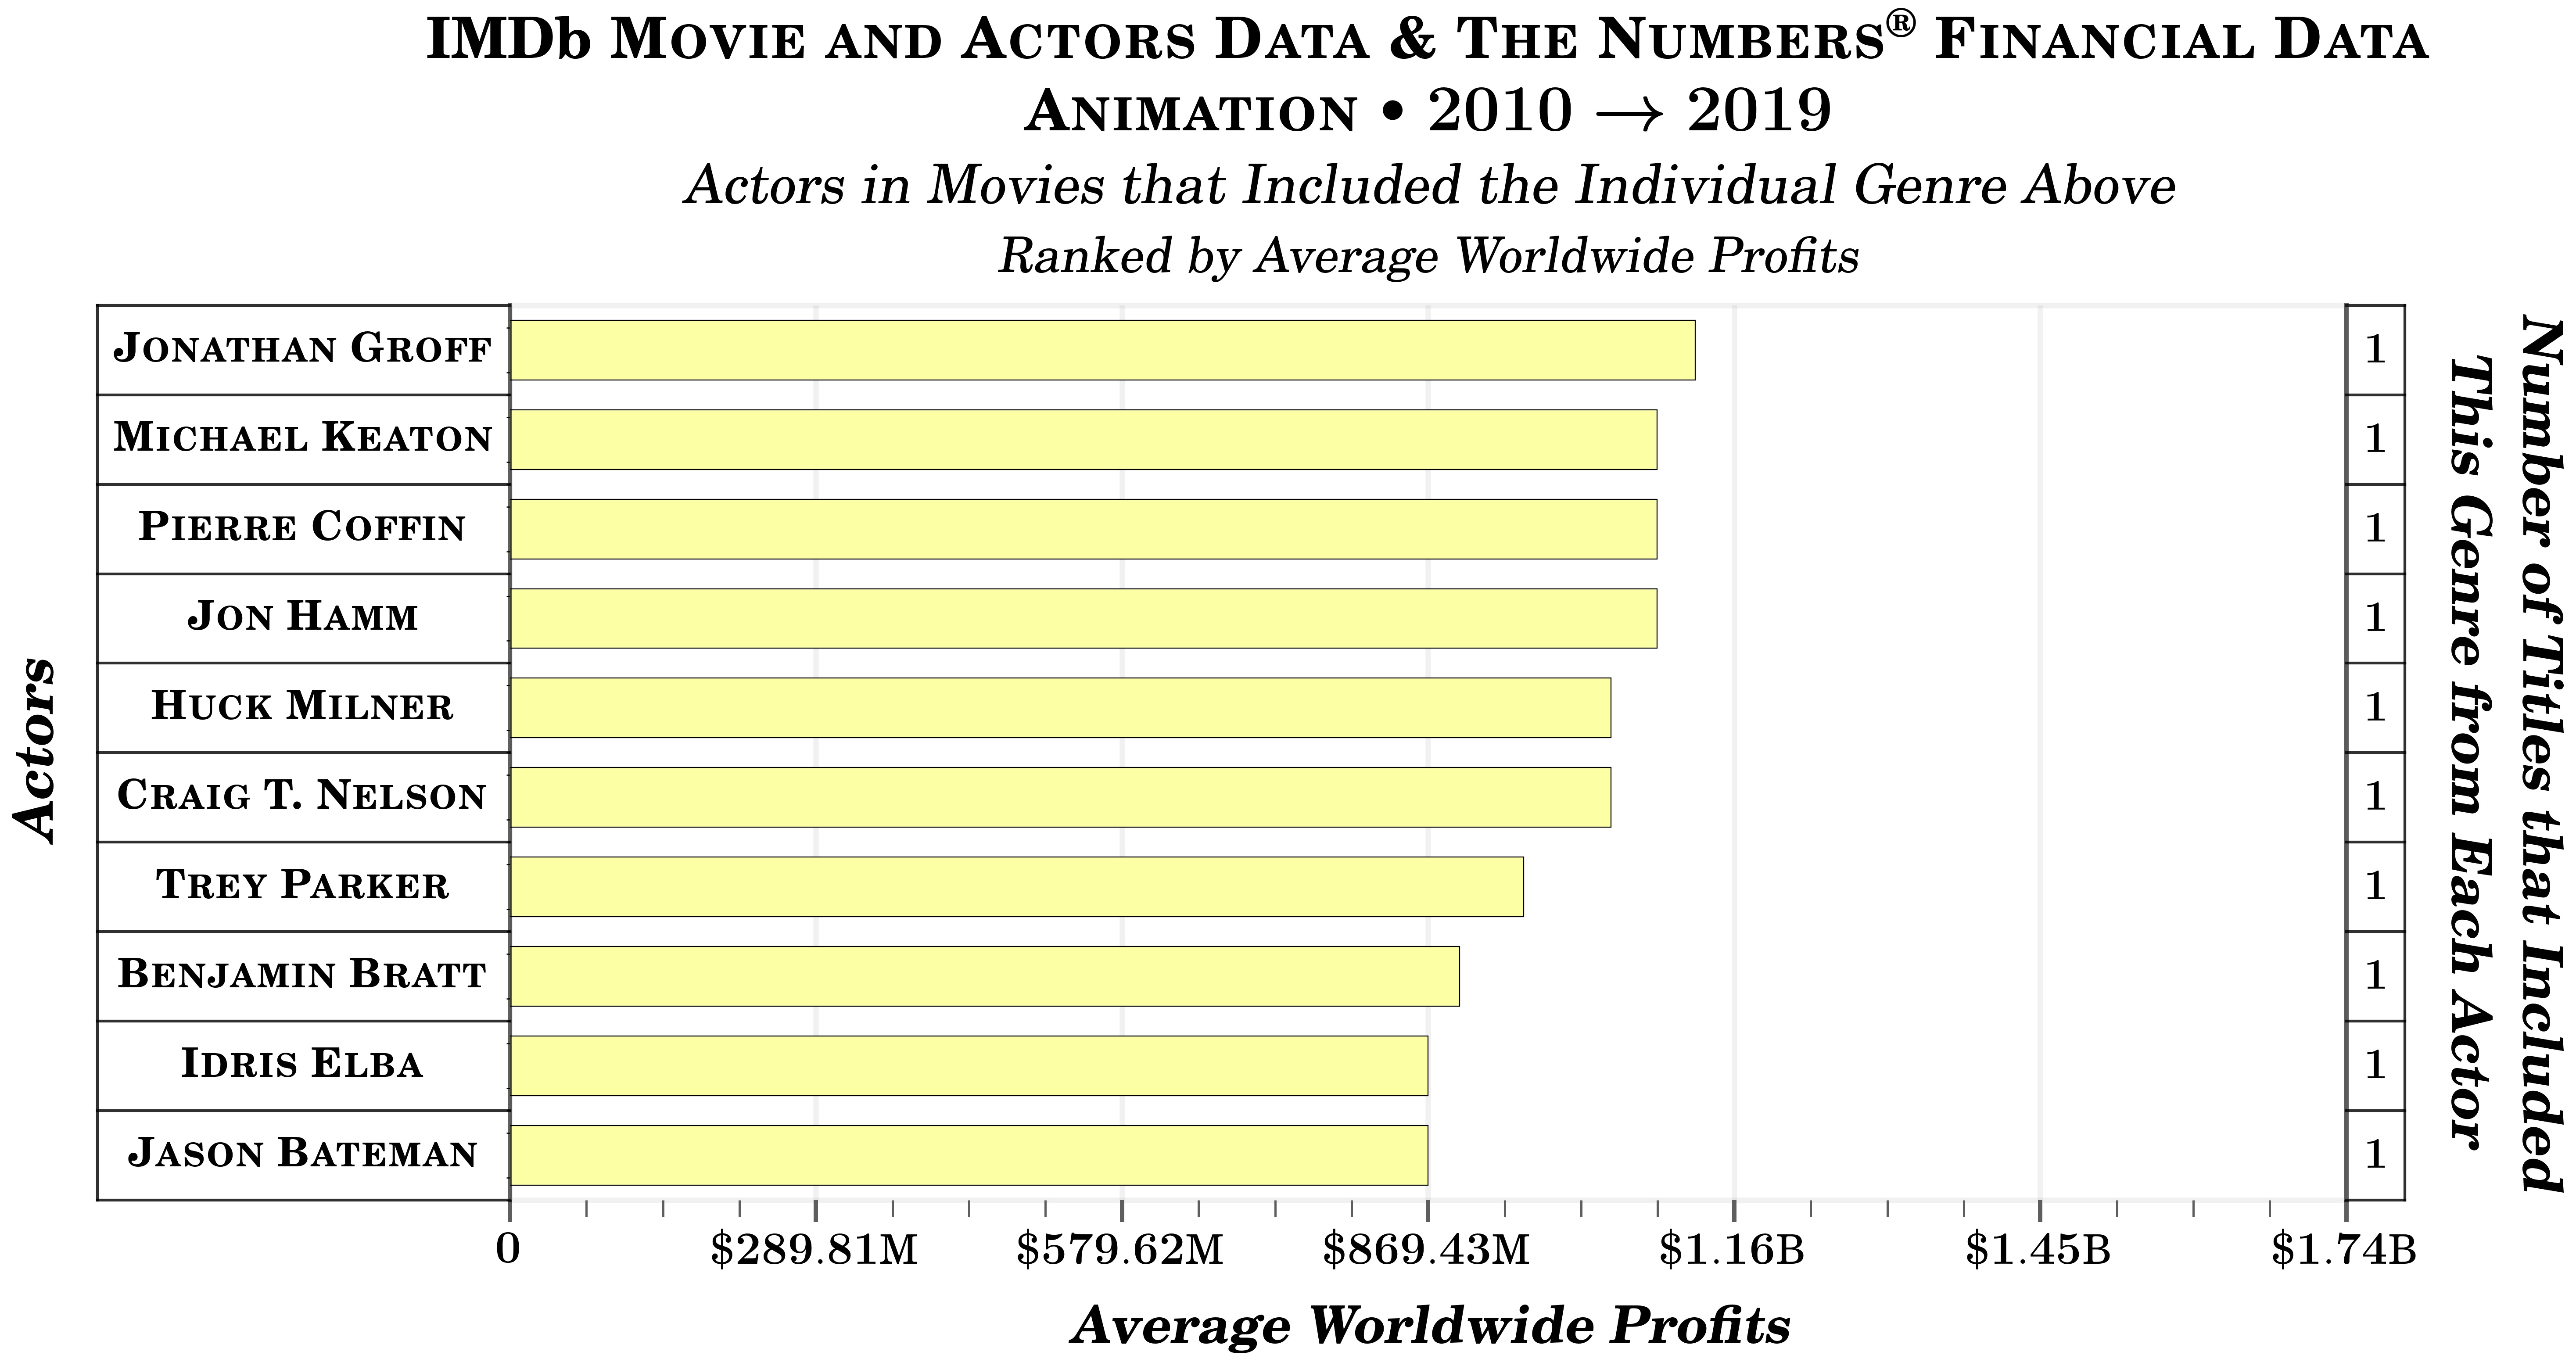 IMDb Movie and Actors Data & The Numbers® Financial Data
Animation • 2010 → 2019
Actors in Movies that Included the Individual Genre Above
Ranked by Average Worldwide Profits
Actors
Jonathan Groff 1
Michael Keaton 1
Pierre Coffin 1
Jon Hamm 1
Huck Milner 1
Craig T. Nelson 1
Trey Parker 1
Benjamin Bratt 1
Idris Elba 1
Jason Bateman 1
Number of Titles that Included
This Genre from Each Actor
0 $289.81M $579.62M $869.43M $1.16B $1.45B $1.74B
Average Worldwide Profits